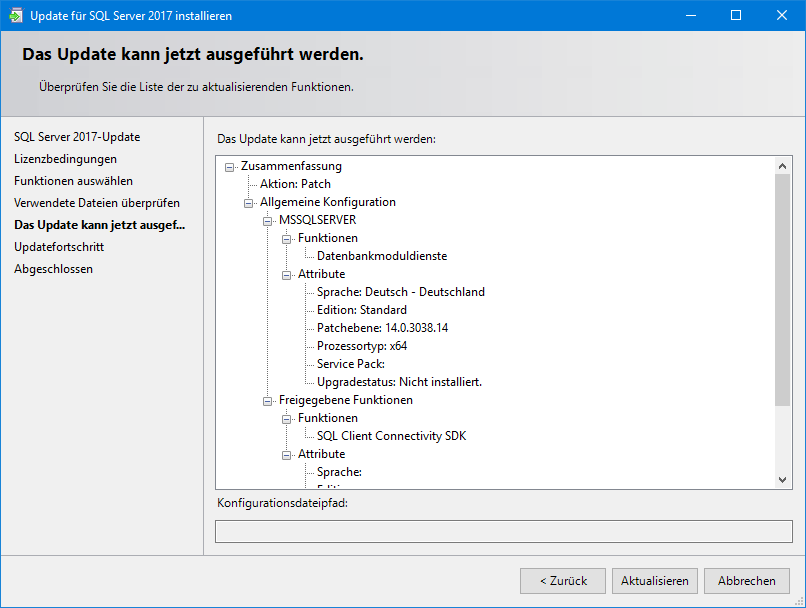 Update für SQL Server 2017 installieren
Das Update kann jetzt ausgeführt werden.
Überprüfen Sie die Liste der zu aktualisierenden Funktionen.
SQL Server 2017-Update
Lizenzbedingungen
Funktionen auswählen
Verwendete Dateien überprüfen
Das Update kann jetzt ausgef...
Updatefortschritt
Abgeschlossen
Das Update kann jetzt ausgeführt werden:
Zusammenfassung
Aktion: Patch
Allgemeine Konfiguration
MSSQLSERVER
Funktionen
Datenbankmoduldienste
Attribute
Sprache: Deutsch - Deutschland
Edition: Standard
Patchebene: 14.0.3038.14
Prozessortyp: x64
Service Pack:
Upgradestatus: Nicht installiert.
Freigegebene Funktionen
Funktionen
SQL Client Connectivity SDK
Attribute
Sprache:
Konfigurationsdateipfad:
< Zurück
Aktualisieren
Abbrechen